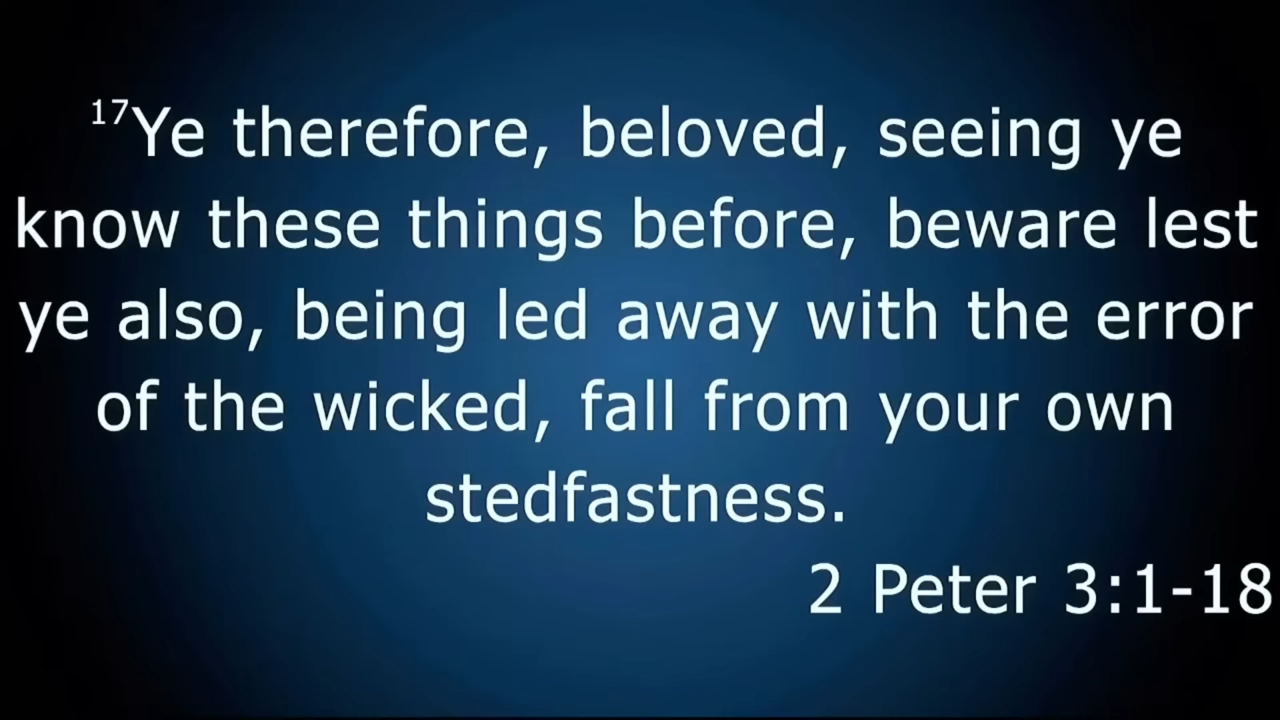 17Ye therefore, beloved, seeing ye
know these things before, beware lest
ye also, being led away with the error
of the wicked, fall from your own
stedfastness.
2 Peter 3:1-18